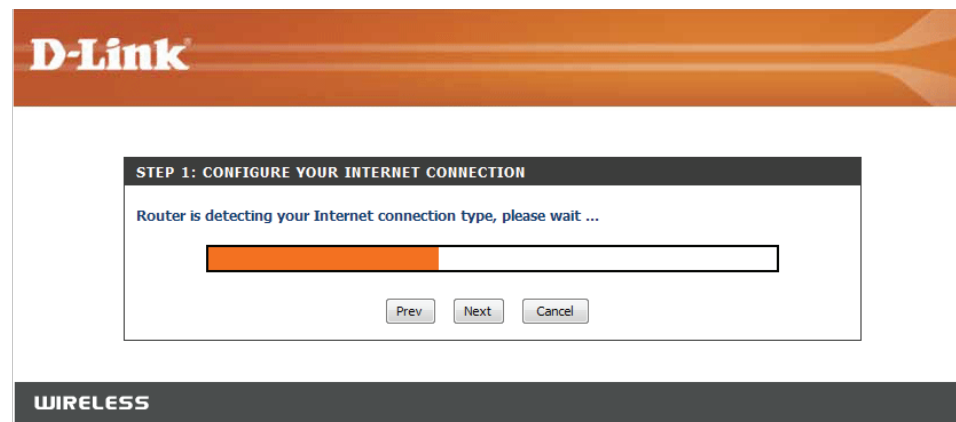 D-Link
STEP 1: CONFIGURE YOUR INTERNET CONNECTION
Router is detecting your Internet connection type, please wait ...
Prev Next Cancel
WIRELESS